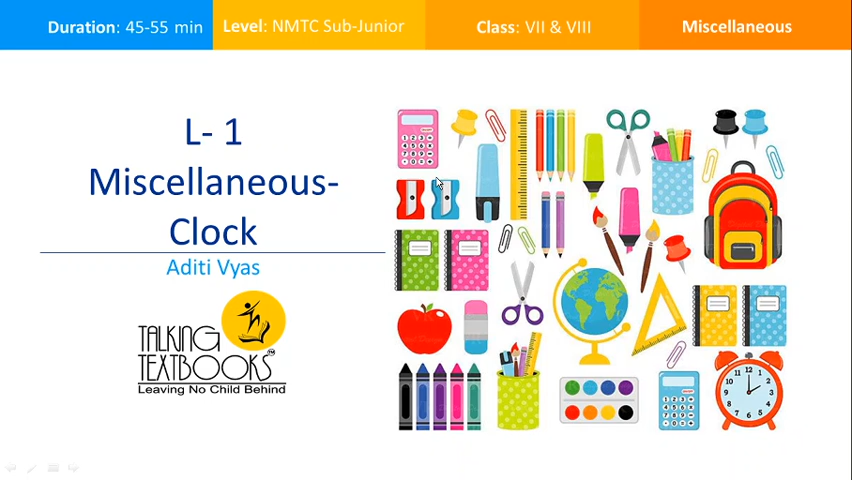 Duration: 45-55 min
Level: NMTC Sub-Junior
Class: VII & VIII
Miscellaneous
L- 1
Miscellaneous-
Clock
Aditi Vyas
TALKING
TEXTBOOKS™
Leaving No Child Behind